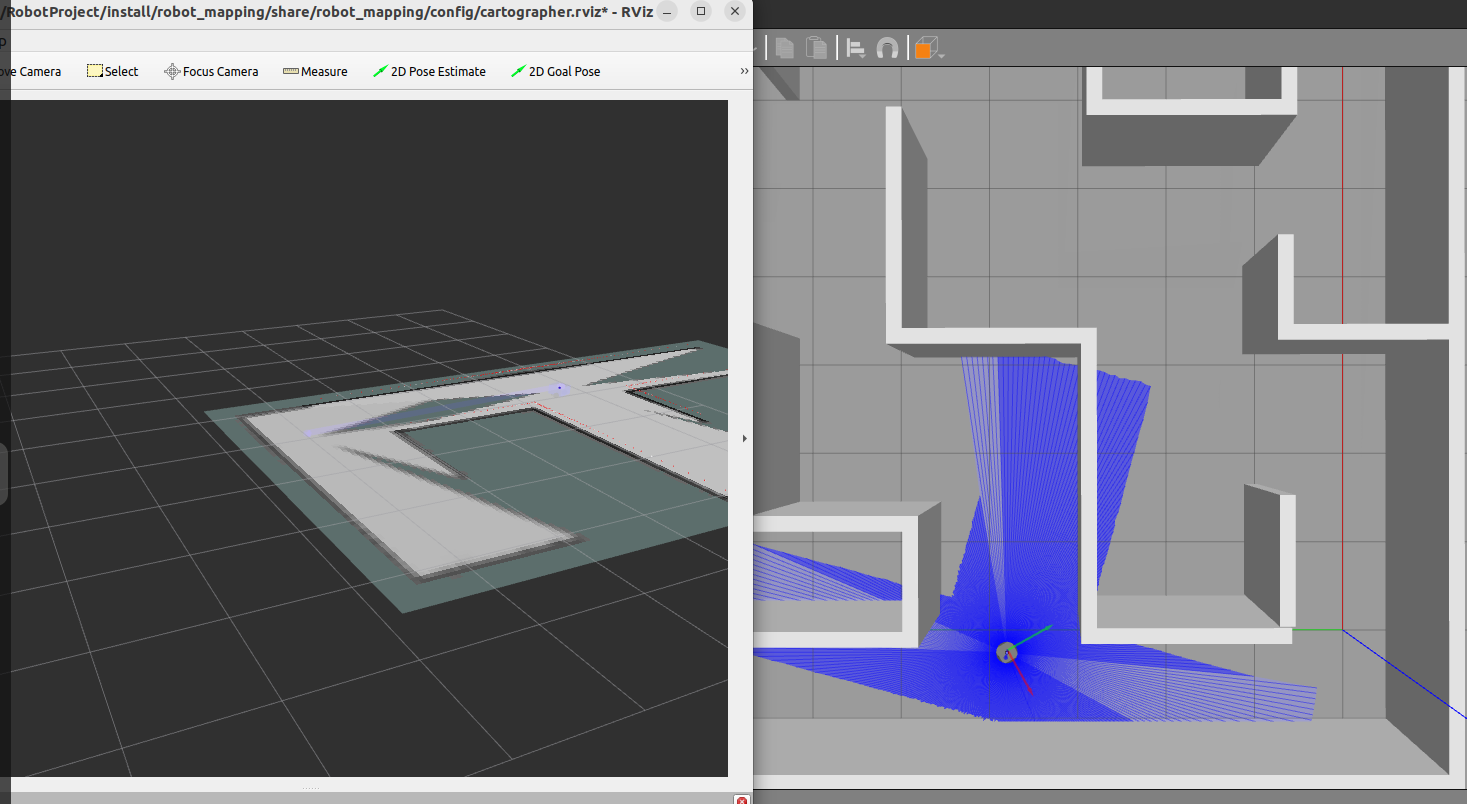 /RobotProject/install/robot_mapping/share/robot_mapping/config/cartographer.rviz* - RViz
p
ove Camera Select Focus Camera Measure 2D Pose Estimate 2D Goal Pose »